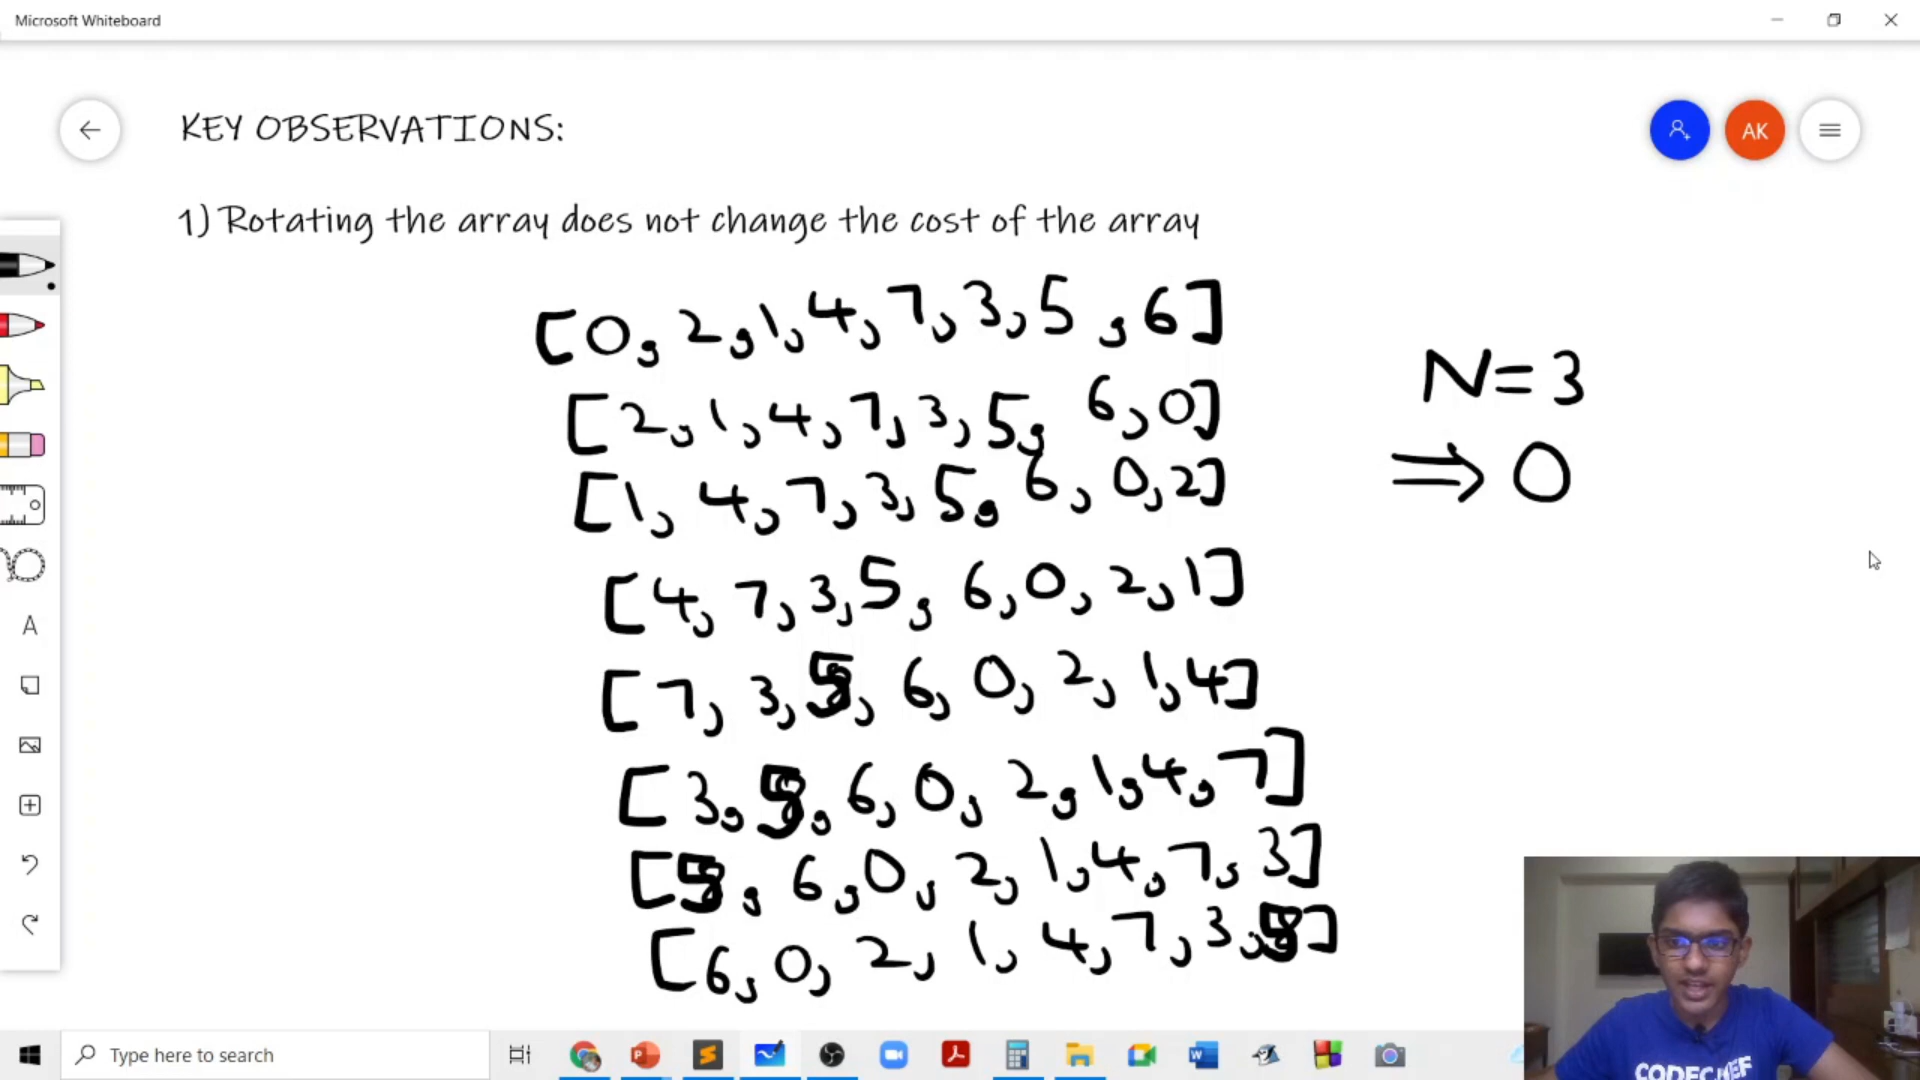 Microsoft Whiteboard
KEY OBSERVATIONS:
AK
1) Rotating the array does not change the cost of the array
[0, 2, 1, 4, 7, 3, 5, 6]
[2, 1, 4, 7, 3, 5, 6, 0]
[1, 4, 7, 3, 5, 6, 0, 2]
[4, 7, 3, 5, 6, 0, 2, 1]
[7, 3, 5, 6, 0, 2, 1, 4]
[3, 5, 6, 0, 2, 1, 4, 7]
[5, 6, 0, 2, 1, 4, 7, 3]
[6, 0, 2, 1, 4, 7, 3, 5]
N=3
⇒ 0
A
Type here to search
CODECHEF